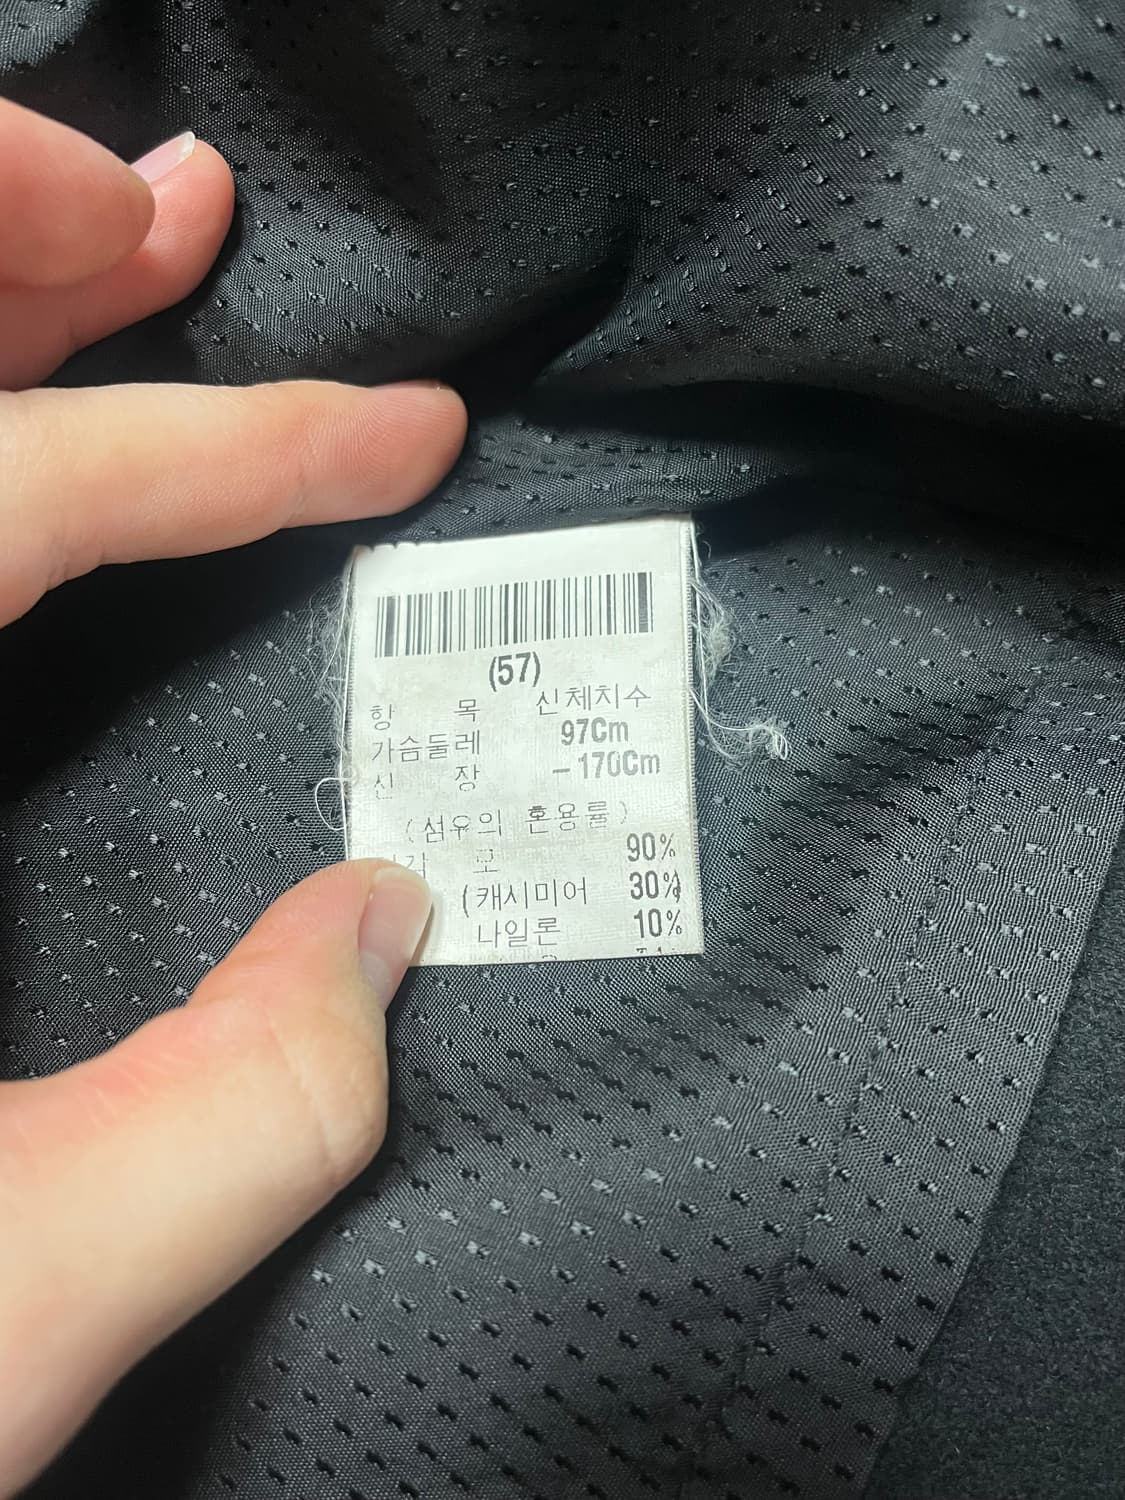 (57)
항 목 신체치수
가슴둘레 97Cm
신 장 -170Cm
(섬유의 혼용률)
모 90%
(캐시미어 30%)
나일론 10%